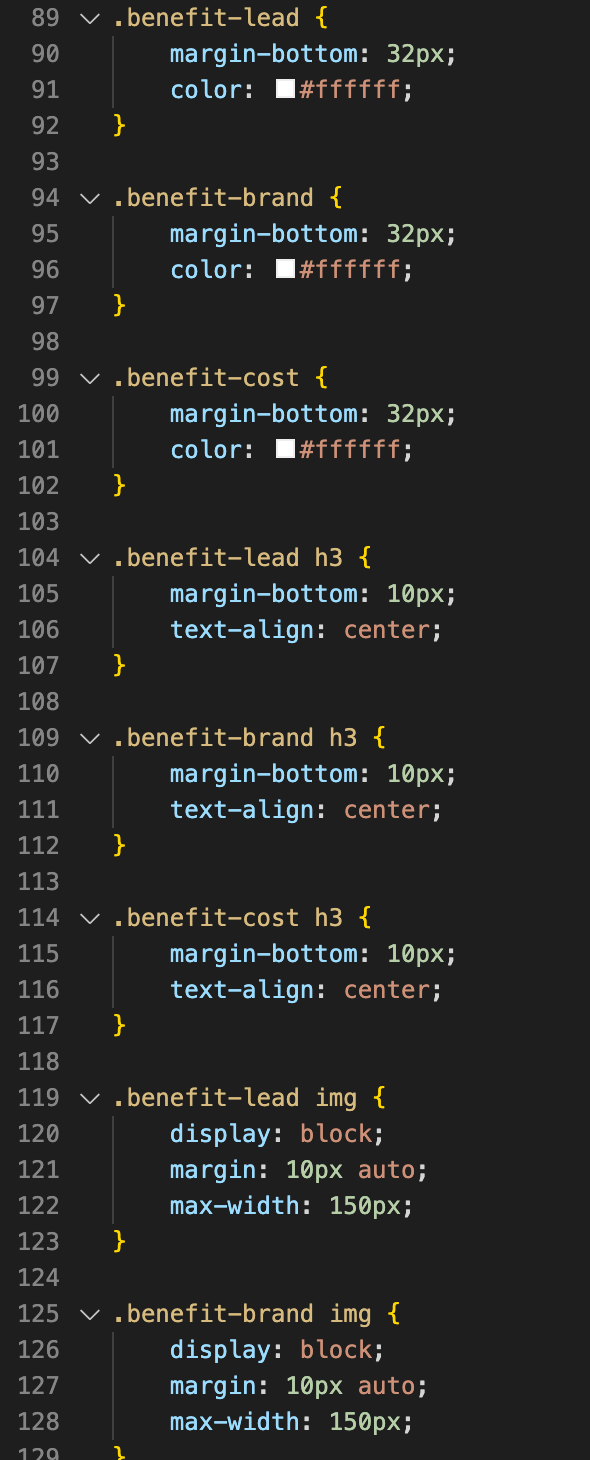 89 .benefit-lead {
90     margin-bottom: 32px;
91     color: #ffffff;
92 }
93
94 .benefit-brand {
95     margin-bottom: 32px;
96     color: #ffffff;
97 }
98
99 .benefit-cost {
100     margin-bottom: 32px;
101     color: #ffffff;
102 }
103
104 .benefit-lead h3 {
105     margin-bottom: 10px;
106     text-align: center;
107 }
108
109 .benefit-brand h3 {
110     margin-bottom: 10px;
111     text-align: center;
112 }
113
114 .benefit-cost h3 {
115     margin-bottom: 10px;
116     text-align: center;
117 }
118
119 .benefit-lead img {
120     display: block;
121     margin: 10px auto;
122     max-width: 150px;
123 }
124
125 .benefit-brand img {
126     display: block;
127     margin: 10px auto;
128     max-width: 150px;
129 }